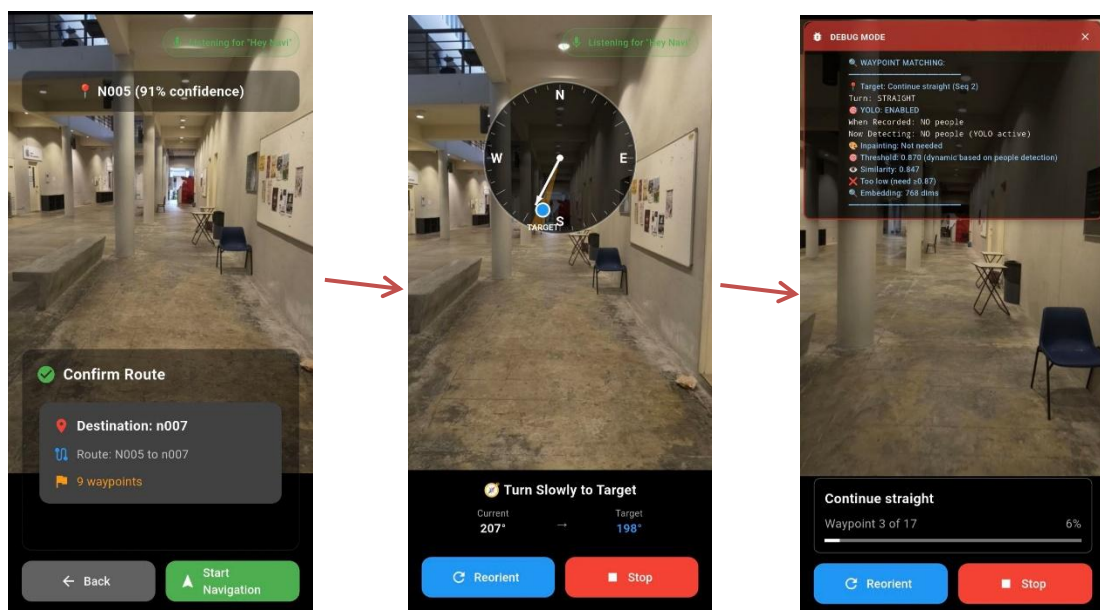 Listening for "Hey Navi"
N005 (91% confidence)
Confirm Route
Destination: n007
Route: N005 to n007
9 waypoints
Back
Start
Navigation
Listening for "Hey Navi
N
W
E
S
TARGET
Turn Slowly to Target
Current
Target
207°
→
198°
Reorient
Stop
DEBUG MODE
WAYPOINT MATCHING:
Target: Continue straight (Seq 2)
Turn: STRAIGHT
YOLO: ENABLED
When Recorded: NO people
Now Detecting: NO people (YOLO active)
Inpainting: Not needed
Threshold: 0.870 (dynamic based on people detection)
Similarity: 0.847
Too low (need ≥0.87)
Embedding: 768 dims
Continue straight
Waypoint 3 of 17
6%
Reorient
Stop